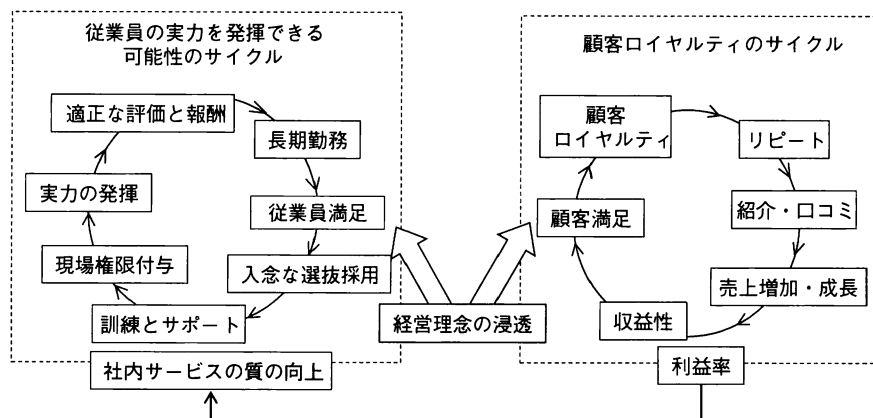 従業員の実力を発揮できる
可能性のサイクル
適正な評価と報酬
長期勤務
従業員満足
入念な選抜採用
訓練とサポート
現場権限付与
実力の発揮
社内サービスの質の向上
経営理念の浸透
顧客ロイヤルティのサイクル
顧客
ロイヤルティ
リピート
紹介・口コミ
売上増加・成長
収益性
顧客満足
利益率